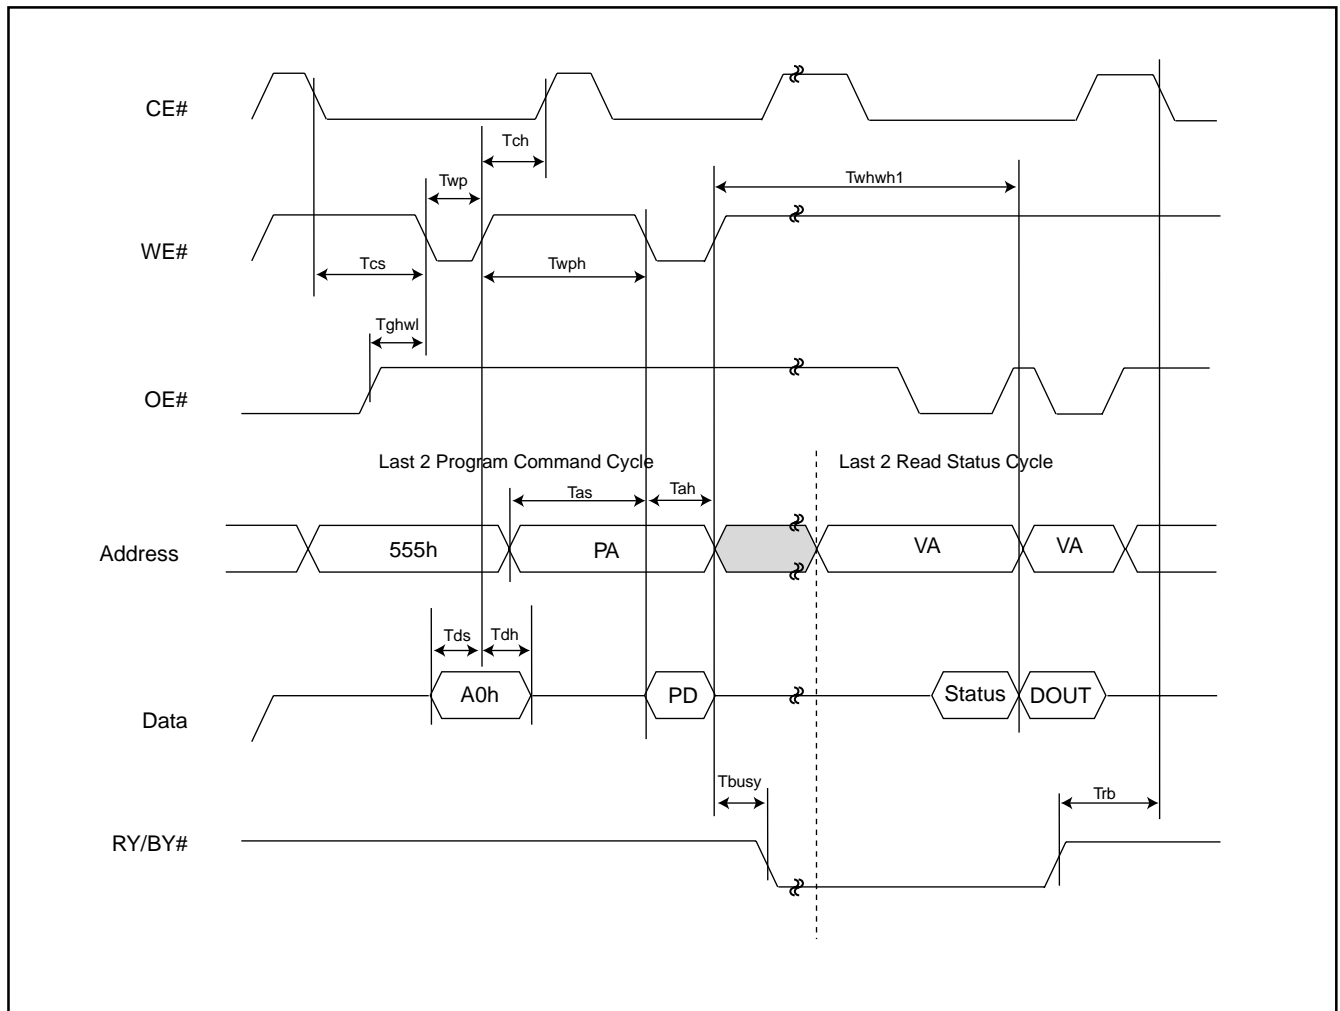 CE#
Tch
Twp
Twhwh1
WE#
Tcs
Twph
Tghwl
OE#
Last 2 Program Command Cycle
Last 2 Read Status Cycle
Tas
Tah
Address
555h
PA
VA
VA
Tds
Tdh
Data
A0h
PD
Status
DOUT
Tbusy
Trb
RY/BY#